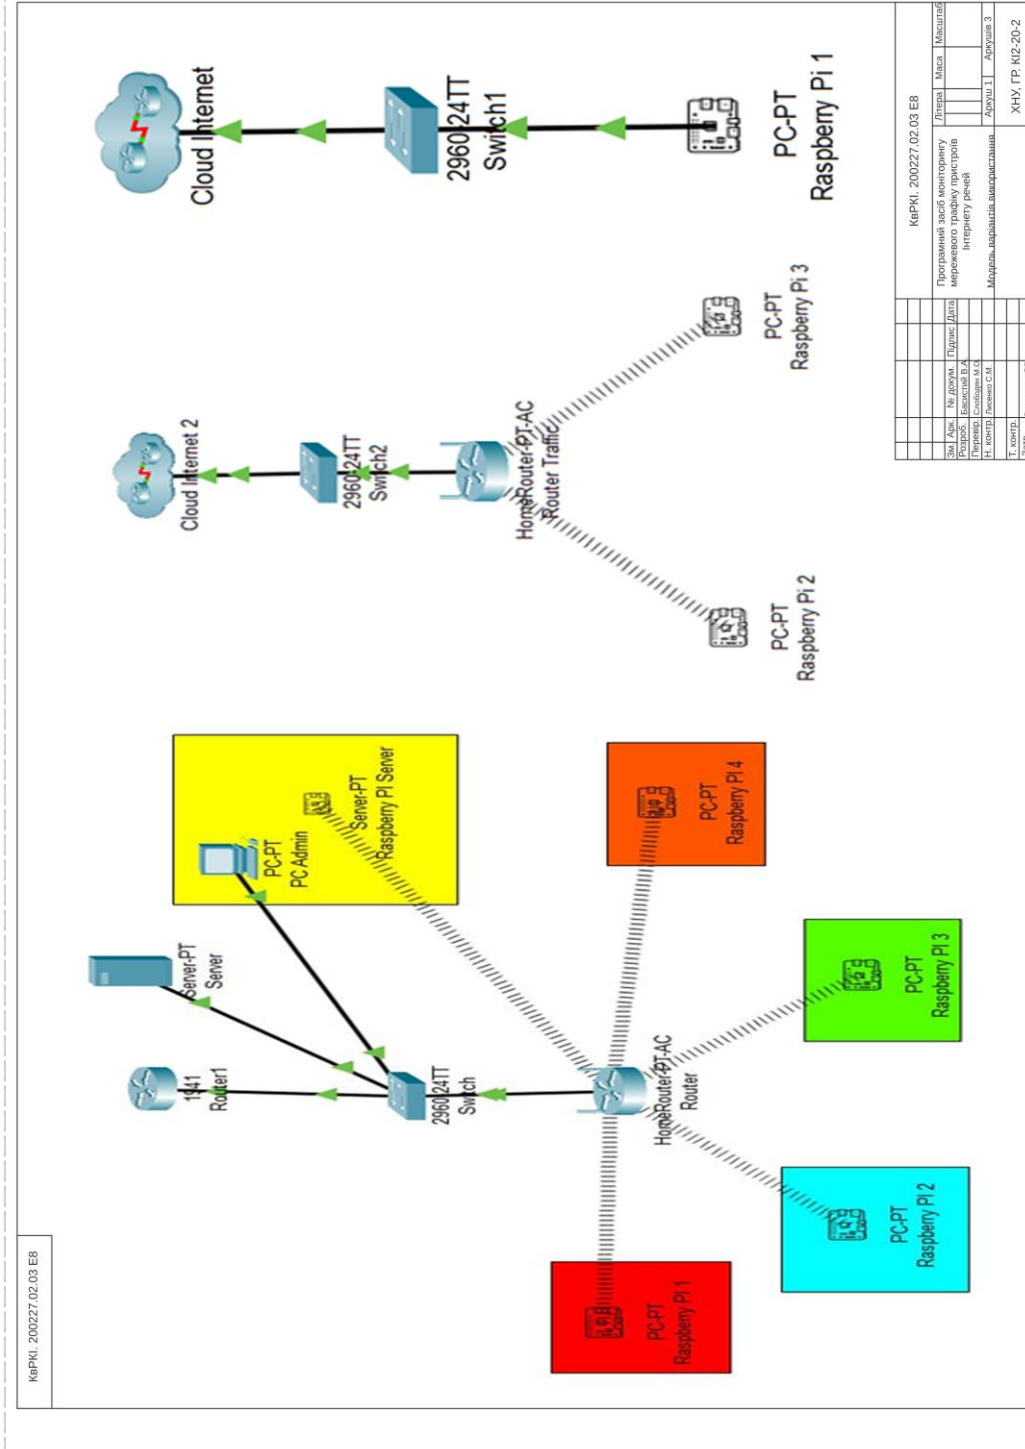 КвРКІ. 200227.02.03 Е8
Server-PT
Server
1941
Router1
PC-PT
PC Admin
Server-PT
Raspberry PI Server
2960-24TT
Switch
HomeRouter-PT-AC
Router
PC-PT
Raspberry PI 1
PC-PT
Raspberry PI 2
PC-PT
Raspberry PI 3
PC-PT
Raspberry PI 4
Cloud Internet 2
2960-24TT
Switch2
HomeRouter-PT-AC
Router Traffic
PC-PT
Raspberry Pi 2
PC-PT
Raspberry Pi 3
Cloud Internet
2960-24TT
Switch1
PC-PT
Raspberry Pi 1
КвРКІ. 200227.02.03 Е8
Зм. Арк. № докум. Підпис Дата
Розроб. Басистий В.А
Перевір. Слободян М.О.
Н. контр. Лисенко С.М.
Т. контр.
Програмний засіб моніторингу
мережевого трафіку пристроїв
Інтернету речей
Модель варіантів використання
Літера Маса Масштаб
Аркуш 1 Аркушів 3
ХНУ, ГР. КІ2-20-2